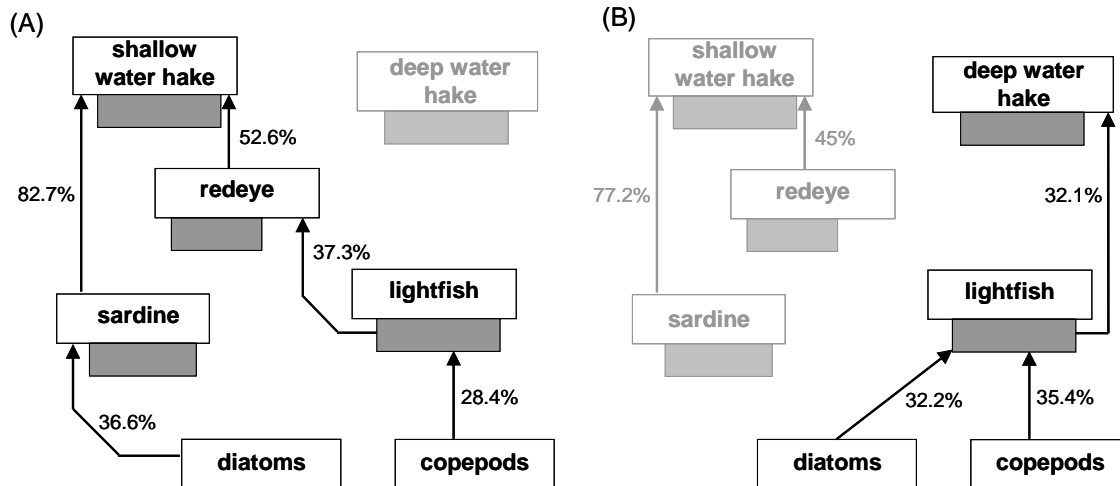 (A)
shallow
water hake
deep water
hake
52.6%
82.7%
redeye
37.3%
lightfish
sardine
28.4%
36.6%
diatoms
copepods
(B)
shallow
water hake
deep water
hake
45%
77.2%
redeye
32.1%
lightfish
sardine
32.2%
35.4%
diatoms
copepods